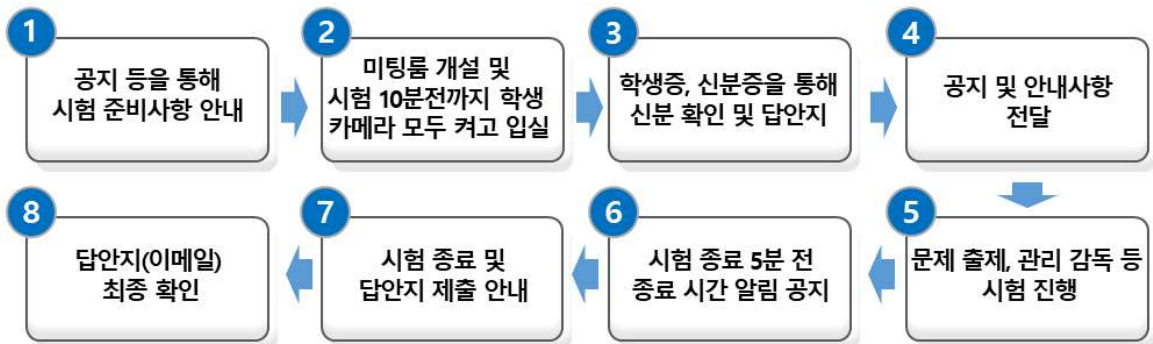 1
공지 등을 통해
시험 준비사항 안내
2
미팅룸 개설 및
시험 10분전까지 학생
카메라 모두 켜고 입실
3
학생증, 신분증을 통해
신분 확인 및 답안지
4
공지 및 안내사항
전달
5
문제 출제, 관리 감독 등
시험 진행
6
시험 종료 5분 전
종료 시간 알림 공지
7
시험 종료 및
답안지 제출 안내
8
답안지(이메일)
최종 확인